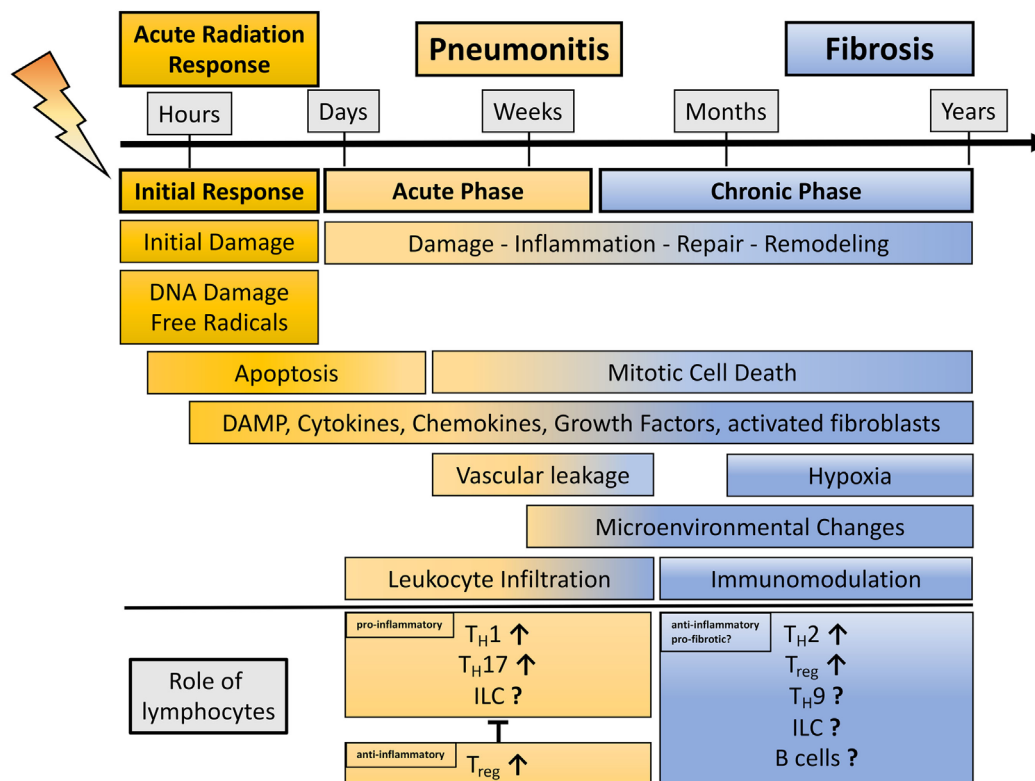 Acute Radiation
Response
Pneumonitis
Fibrosis
Hours
Days
Weeks
Months
Years
Initial Response
Acute Phase
Chronic Phase
Initial Damage
Damage - Inflammation - Repair - Remodeling
DNA Damage
Free Radicals
Apoptosis
Mitotic Cell Death
DAMP, Cytokines, Chemokines, Growth Factors, activated fibroblasts
Vascular leakage
Hypoxia
Microenvironmental Changes
Leukocyte Infiltration
Immunomodulation
Role of
lymphocytes
pro-inflammatory
TH1 ↑
TH17 ↑
ILC ?
anti-inflammatory
Treg ↑
anti-inflammatory
pro-fibrotic?
TH2 ↑
Treg ↑
TH9 ?
ILC ?
B cells ?